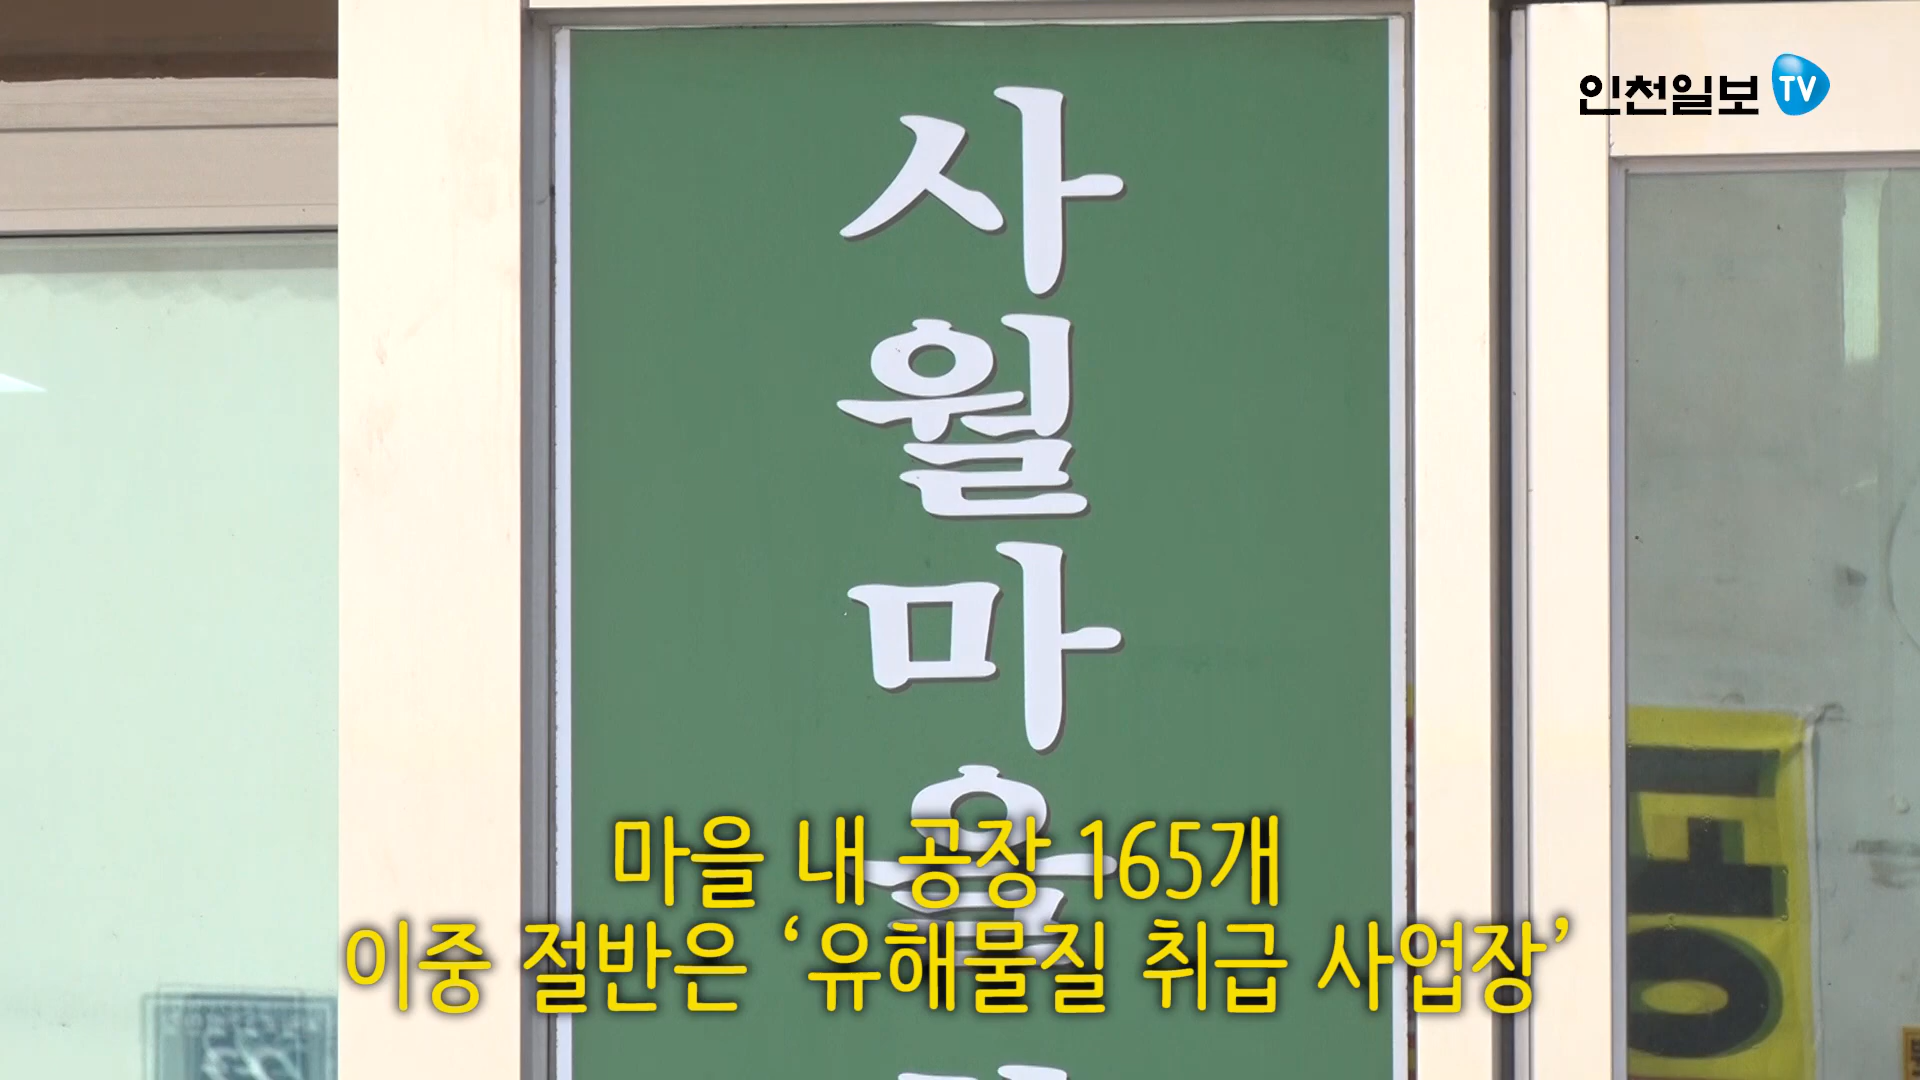 인천일보 TV
사월마을
마을 내 공장 165개
이중 절반은 ‘유해물질 취급 사업장’